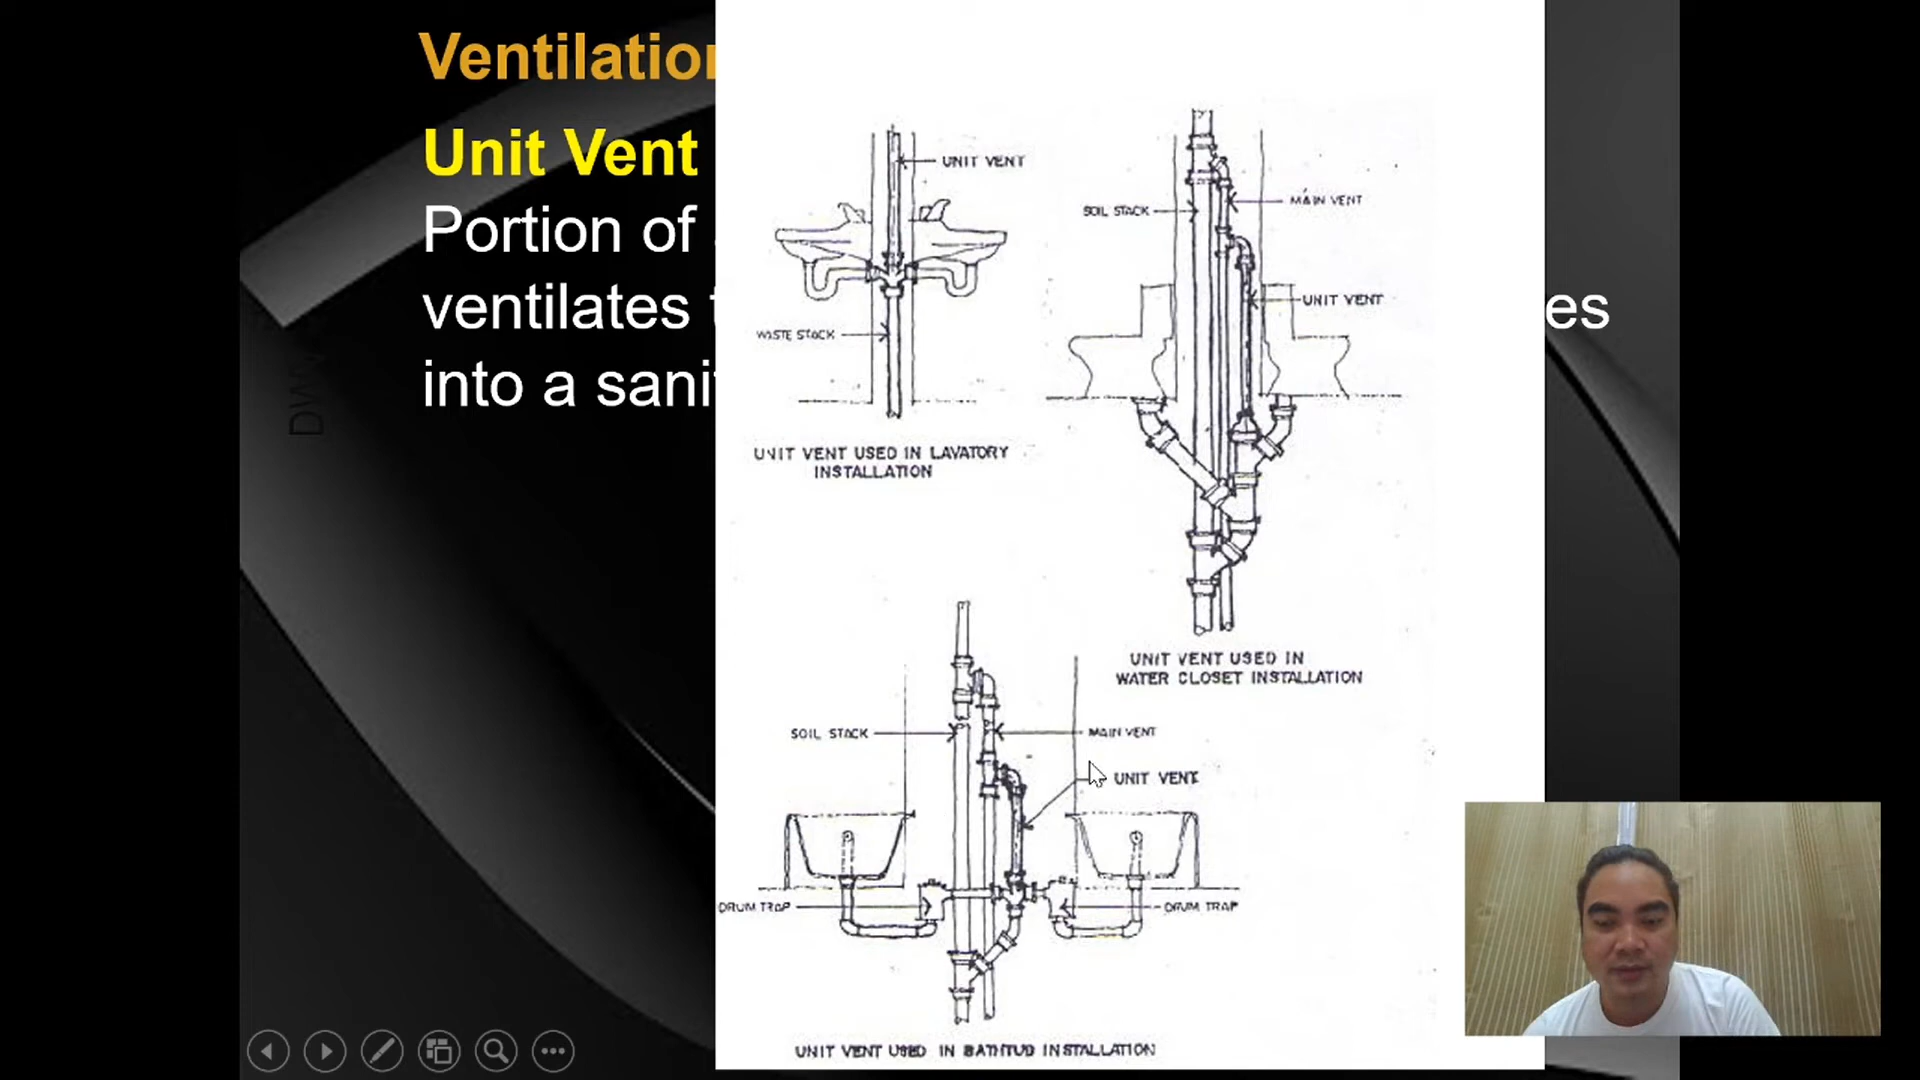 Ventilation
Unit Vent
Portion of
ventilates
es
into a sani
UNIT VENT
WASTE STACK
UNIT VENT USED IN LAVATORY
INSTALLATION
SOIL STACK
MAIN VENT
UNIT VENT
UNIT VENT USED IN
WATER CLOSET INSTALLATION
SOIL STACK
MAIN VENT
UNIT VENT
DRUM TRAP
DRUM TRAP
UNIT VENT USED IN BATHTUB INSTALLATION